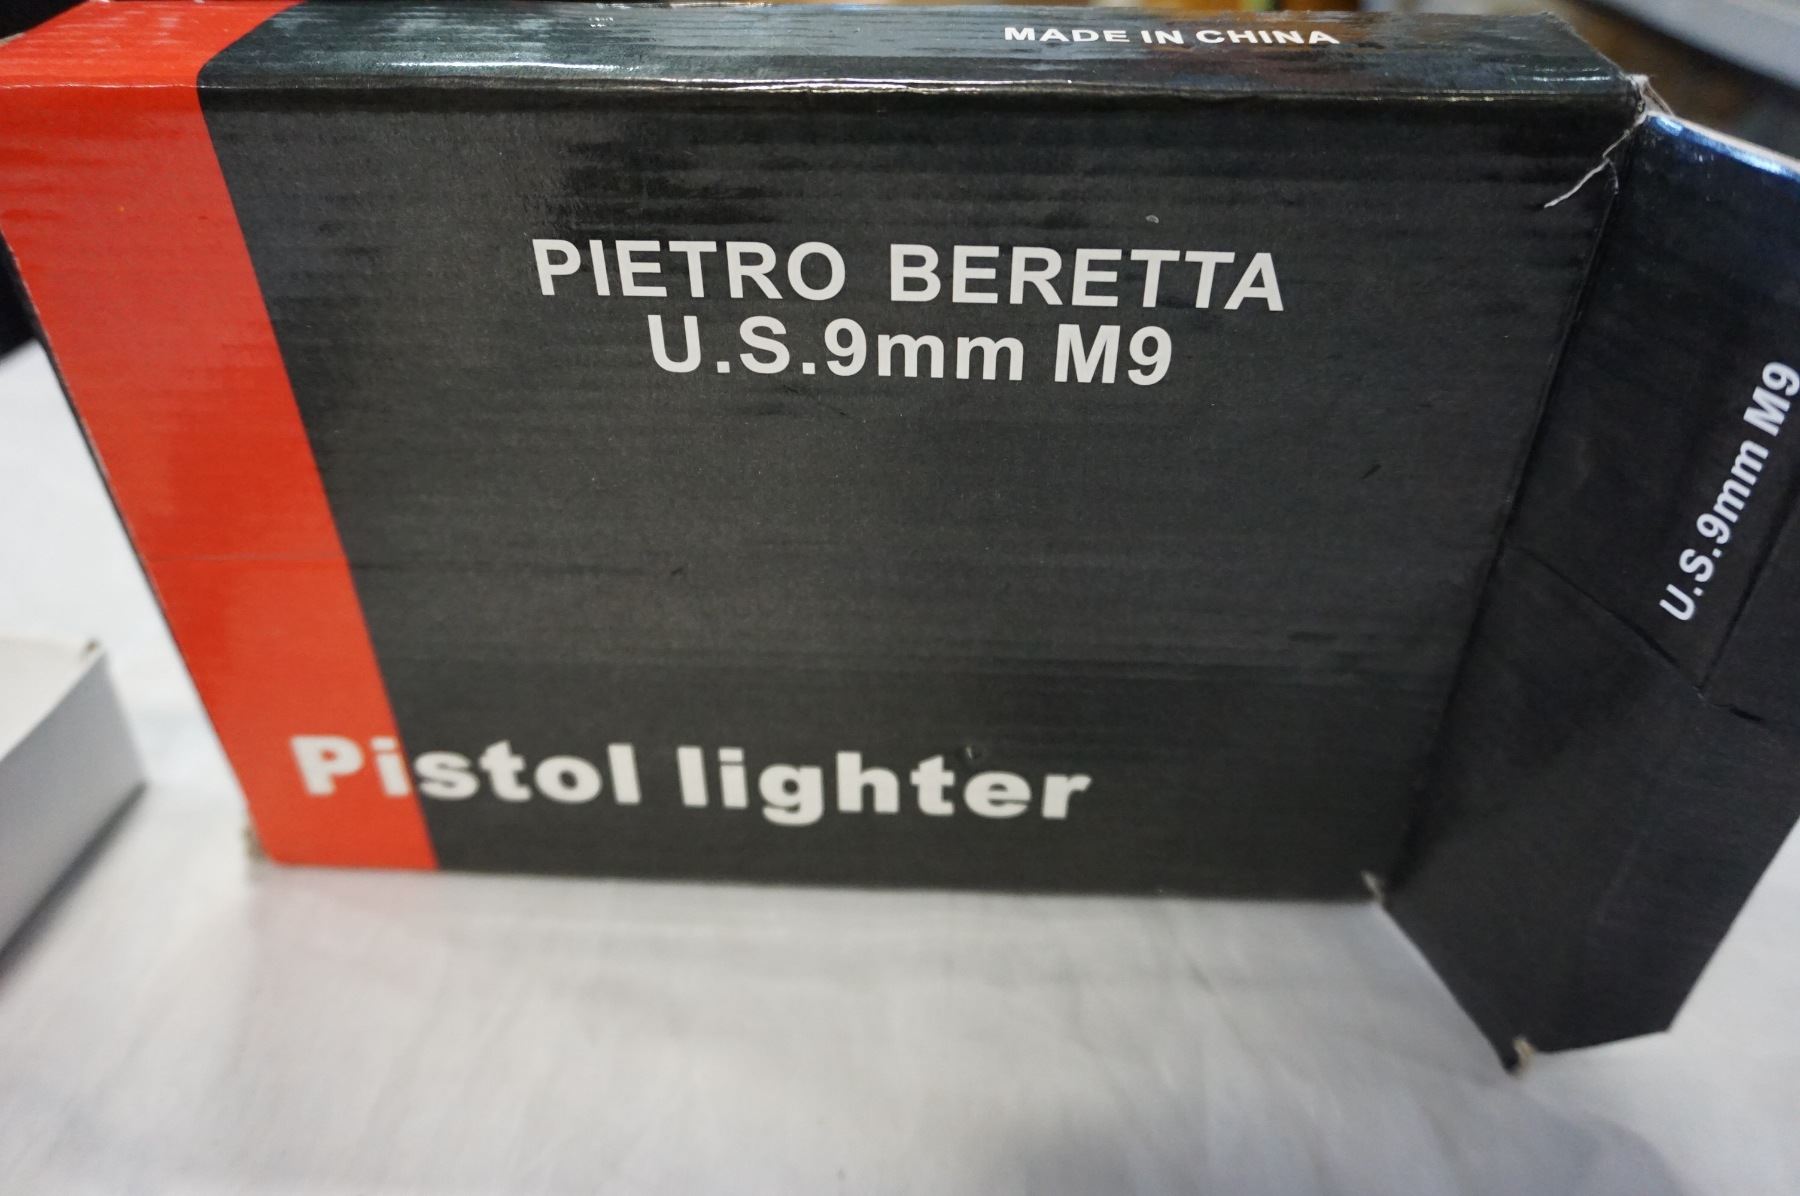 MADE IN CHINA
PIETRO BERETTA
U.S.9mm M9
Pistol lighter
U.S.9mm M9